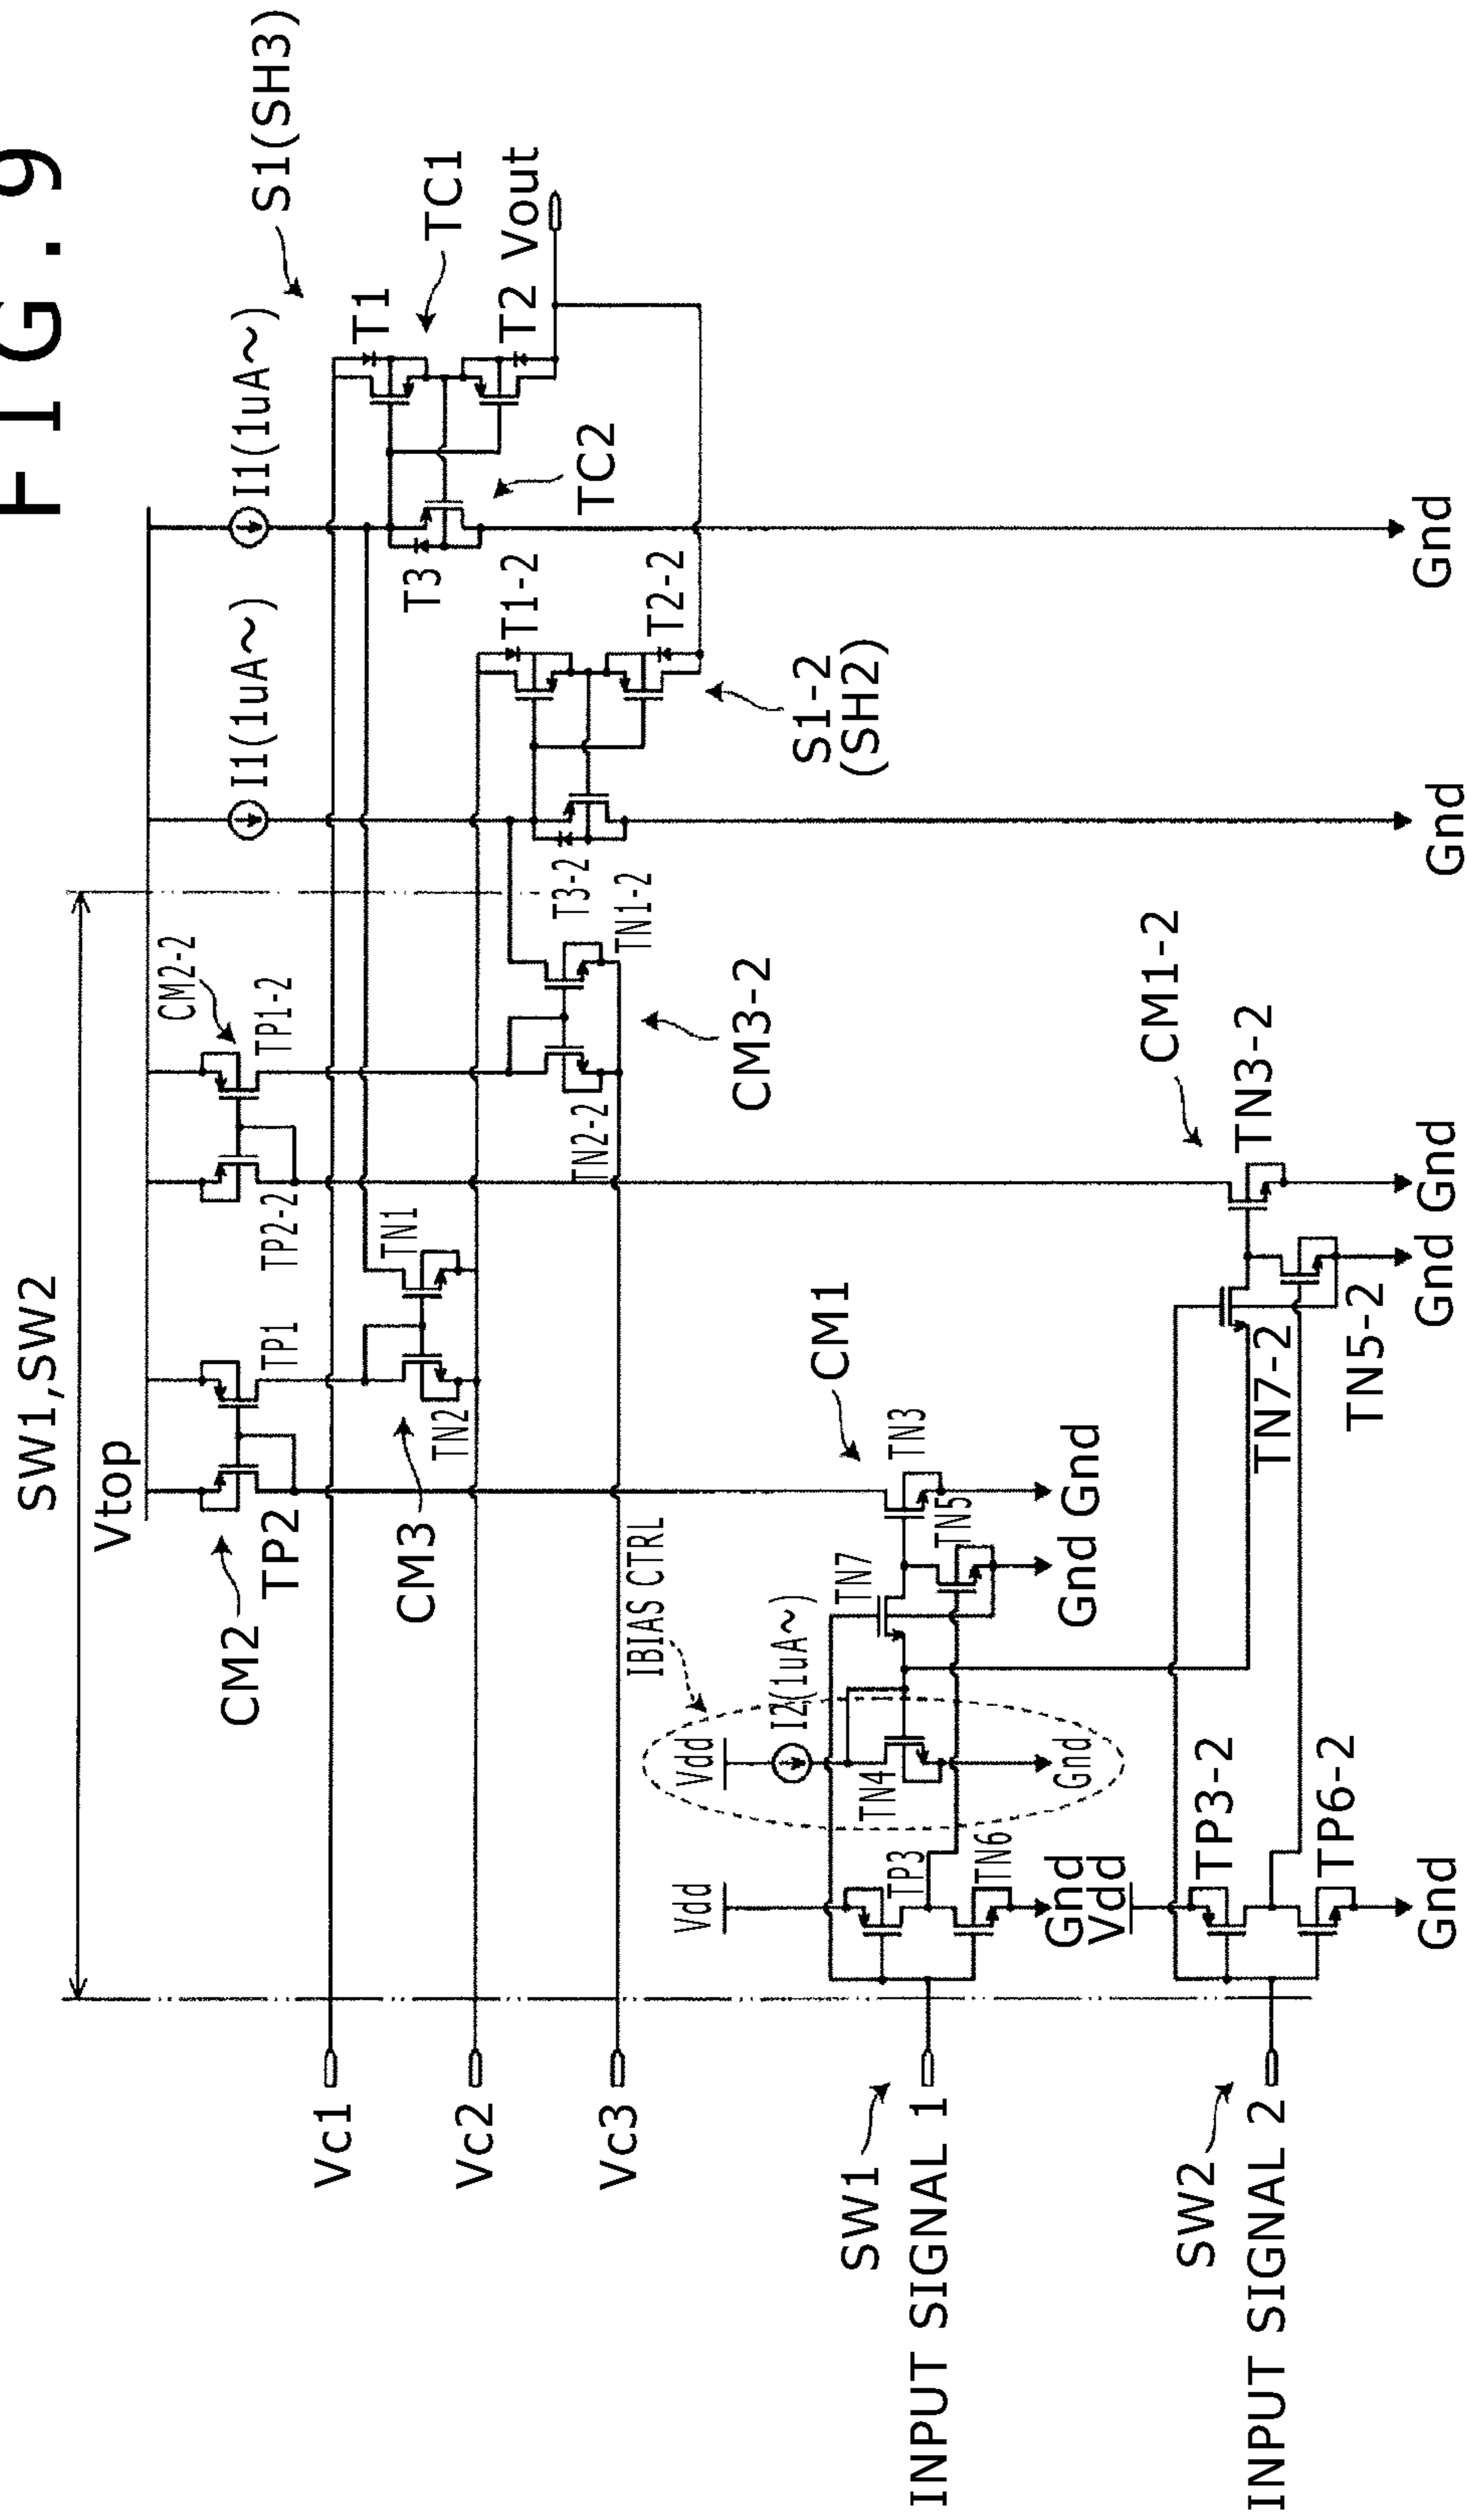 FIG. 9
SW1,SW2
Vtop
CM2
TP2
TP1
CM2-2
TP2-2
TP1-2
I1(1uA~)
I1(1uA~)
S1(SH3)
T1
TC1
T2
Vout
TC2
T3
T1-2
T2-2
S1-2
(SH2)
T3-2
TN1-2
TN2-2
CM3-2
TN1
TN2
CM3
Vc1
Vc2
Vc3
IBIAS CTRL
Vdd
I2(1uA~)
TN4
Gnd
Vdd
TP3
TN6
Gnd
TN7
TN5
Gnd
TN3
Gnd
CM1
SW1
INPUT SIGNAL 1
Vdd
TP3-2
TP6-2
Gnd
TN7-2
TN5-2
Gnd
TN3-2
Gnd
CM1-2
SW2
INPUT SIGNAL 2
Gnd
Gnd